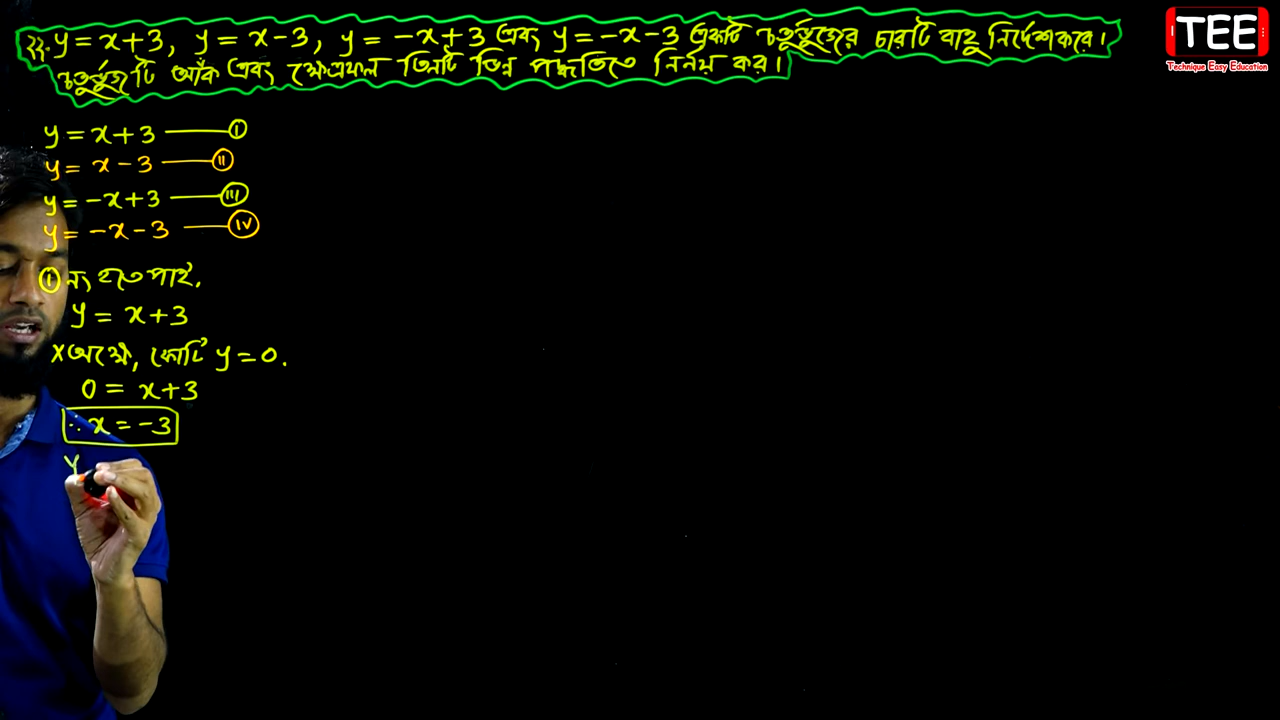 ২২. y = x+3, y = x-3, y = -x+3 এবং y = -x-3 একটি চতুর্ভুজের চারটি বাহু নির্দেশ করে।
চতুর্ভুজটি আঁক এবং ক্ষেত্রফল তিনটি ভিন্ন পদ্ধতিতে নির্নয় কর।
TEE
Technique Easy Education
y = x+3 ——— (i)
y = x-3 ——— (ii)
y = -x+3 ——— (iii)
y = -x-3 ——— (iv)
(i) নং হতে পাই,
y = x+3
x অক্ষে, কোটি y = 0.
0 = x+3
∴ x = -3
y